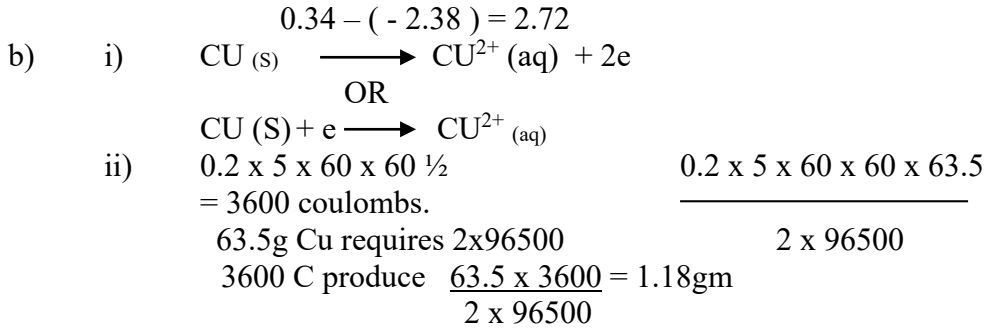 0.34 – ( - 2.38 ) = 2.72
b) i) CU (S) ⟶ CU²⁺ (aq) + 2e
OR
CU (S) + e ⟶ CU²⁺ (aq)
ii) 0.2 x 5 x 60 x 60 ½ 0.2 x 5 x 60 x 60 x 63.5
= 3600 coulombs.
63.5g Cu requires 2x96500 2 x 96500
3600 C produce 63.5 x 3600 = 1.18gm
2 x 96500